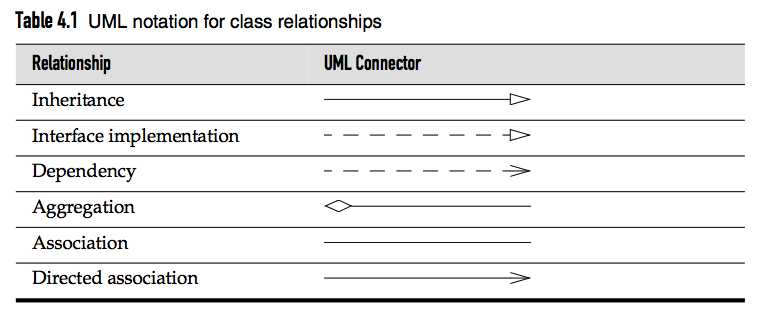 Table 4.1 UML notation for class relationships
Relationship UML Connector
Inheritance
Interface implementation
Dependency
Aggregation
Association
Directed association